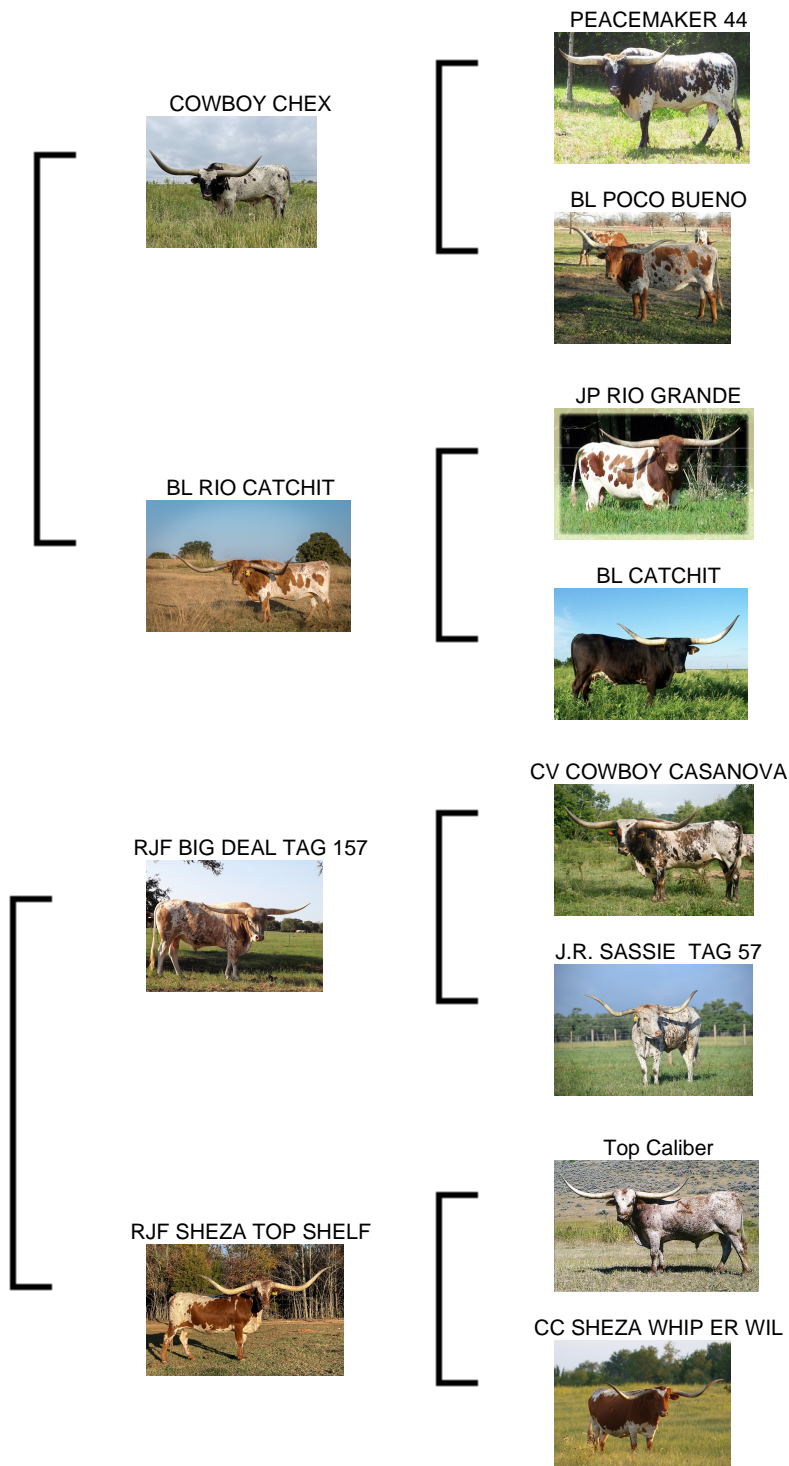 PEACEMAKER 44
COWBOY CHEX
BL POCO BUENO
JP RIO GRANDE
BL RIO CATCHIT
BL CATCHIT
CV COWBOY CASANOVA
RJF BIG DEAL TAG 157
J.R. SASSIE  TAG 57
Top Caliber
RJF SHEZA TOP SHELF
CC SHEZA WHIP ER WIL